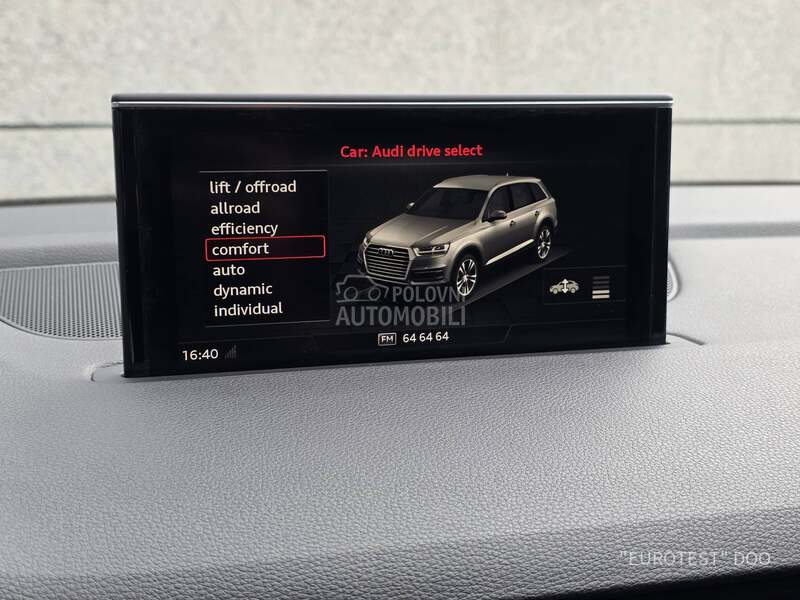 Car: Audi drive select
lift / offroad
allroad
efficiency
comfort
auto
dynamic
individual
POLOVNI
AUTOMOBILI
FM 64 64 64
16:40
"EUROTEST" DOO